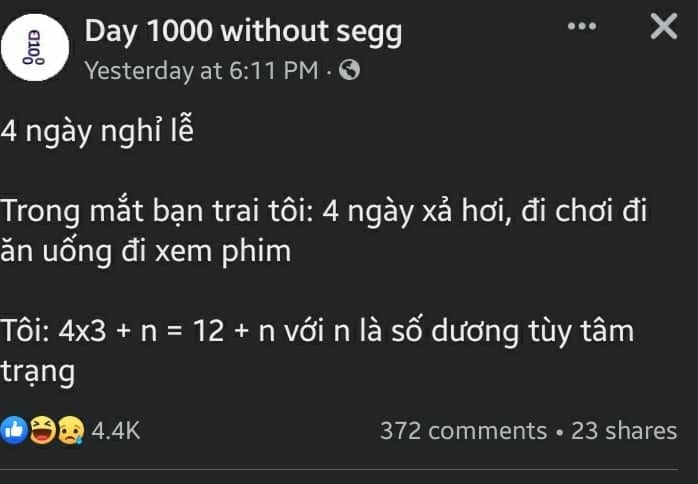 Day 1000 without segg
Yesterday at 6:11 PM ·
4 ngày nghỉ lễ
Trong mắt bạn trai tôi: 4 ngày xả hơi, đi chơi đi
ăn uống đi xem phim
Tôi: 4x3 + n = 12 + n với n là số dương tùy tâm
trạng
4.4K
372 comments • 23 shares